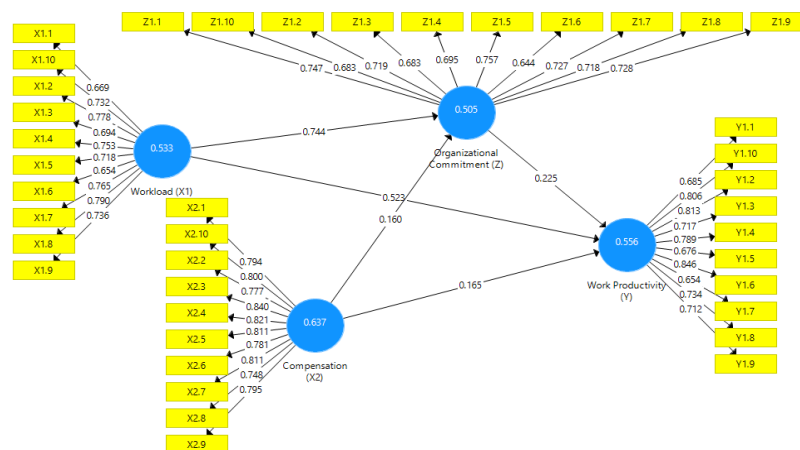 Z1.1 Z1.10 Z1.2 Z1.3 Z1.4 Z1.5 Z1.6 Z1.7 Z1.8 Z1.9
0.747 0.683 0.719 0.683 0.695 0.757 0.644 0.727 0.718 0.728
0.505
Organizational
Commitment (Z)
X1.1
X1.10
X1.2
X1.3
X1.4
X1.5
X1.6
X1.7
X1.8
X1.9
0.669
0.732
0.778
0.694
0.753
0.718
0.654
0.765
0.790
0.736
0.533
Workload (X1)
0.744
0.523
0.160
0.225
0.165
X2.1
X2.10
X2.2
X2.3
X2.4
X2.5
X2.6
X2.7
X2.8
X2.9
0.794
0.800
0.777
0.840
0.821
0.811
0.781
0.811
0.748
0.795
0.637
Compensation
(X2)
0.556
Work Productivity
(Y)
0.685
0.806
0.813
0.717
0.789
0.676
0.846
0.654
0.734
0.712
Y1.1
Y1.10
Y1.2
Y1.3
Y1.4
Y1.5
Y1.6
Y1.7
Y1.8
Y1.9